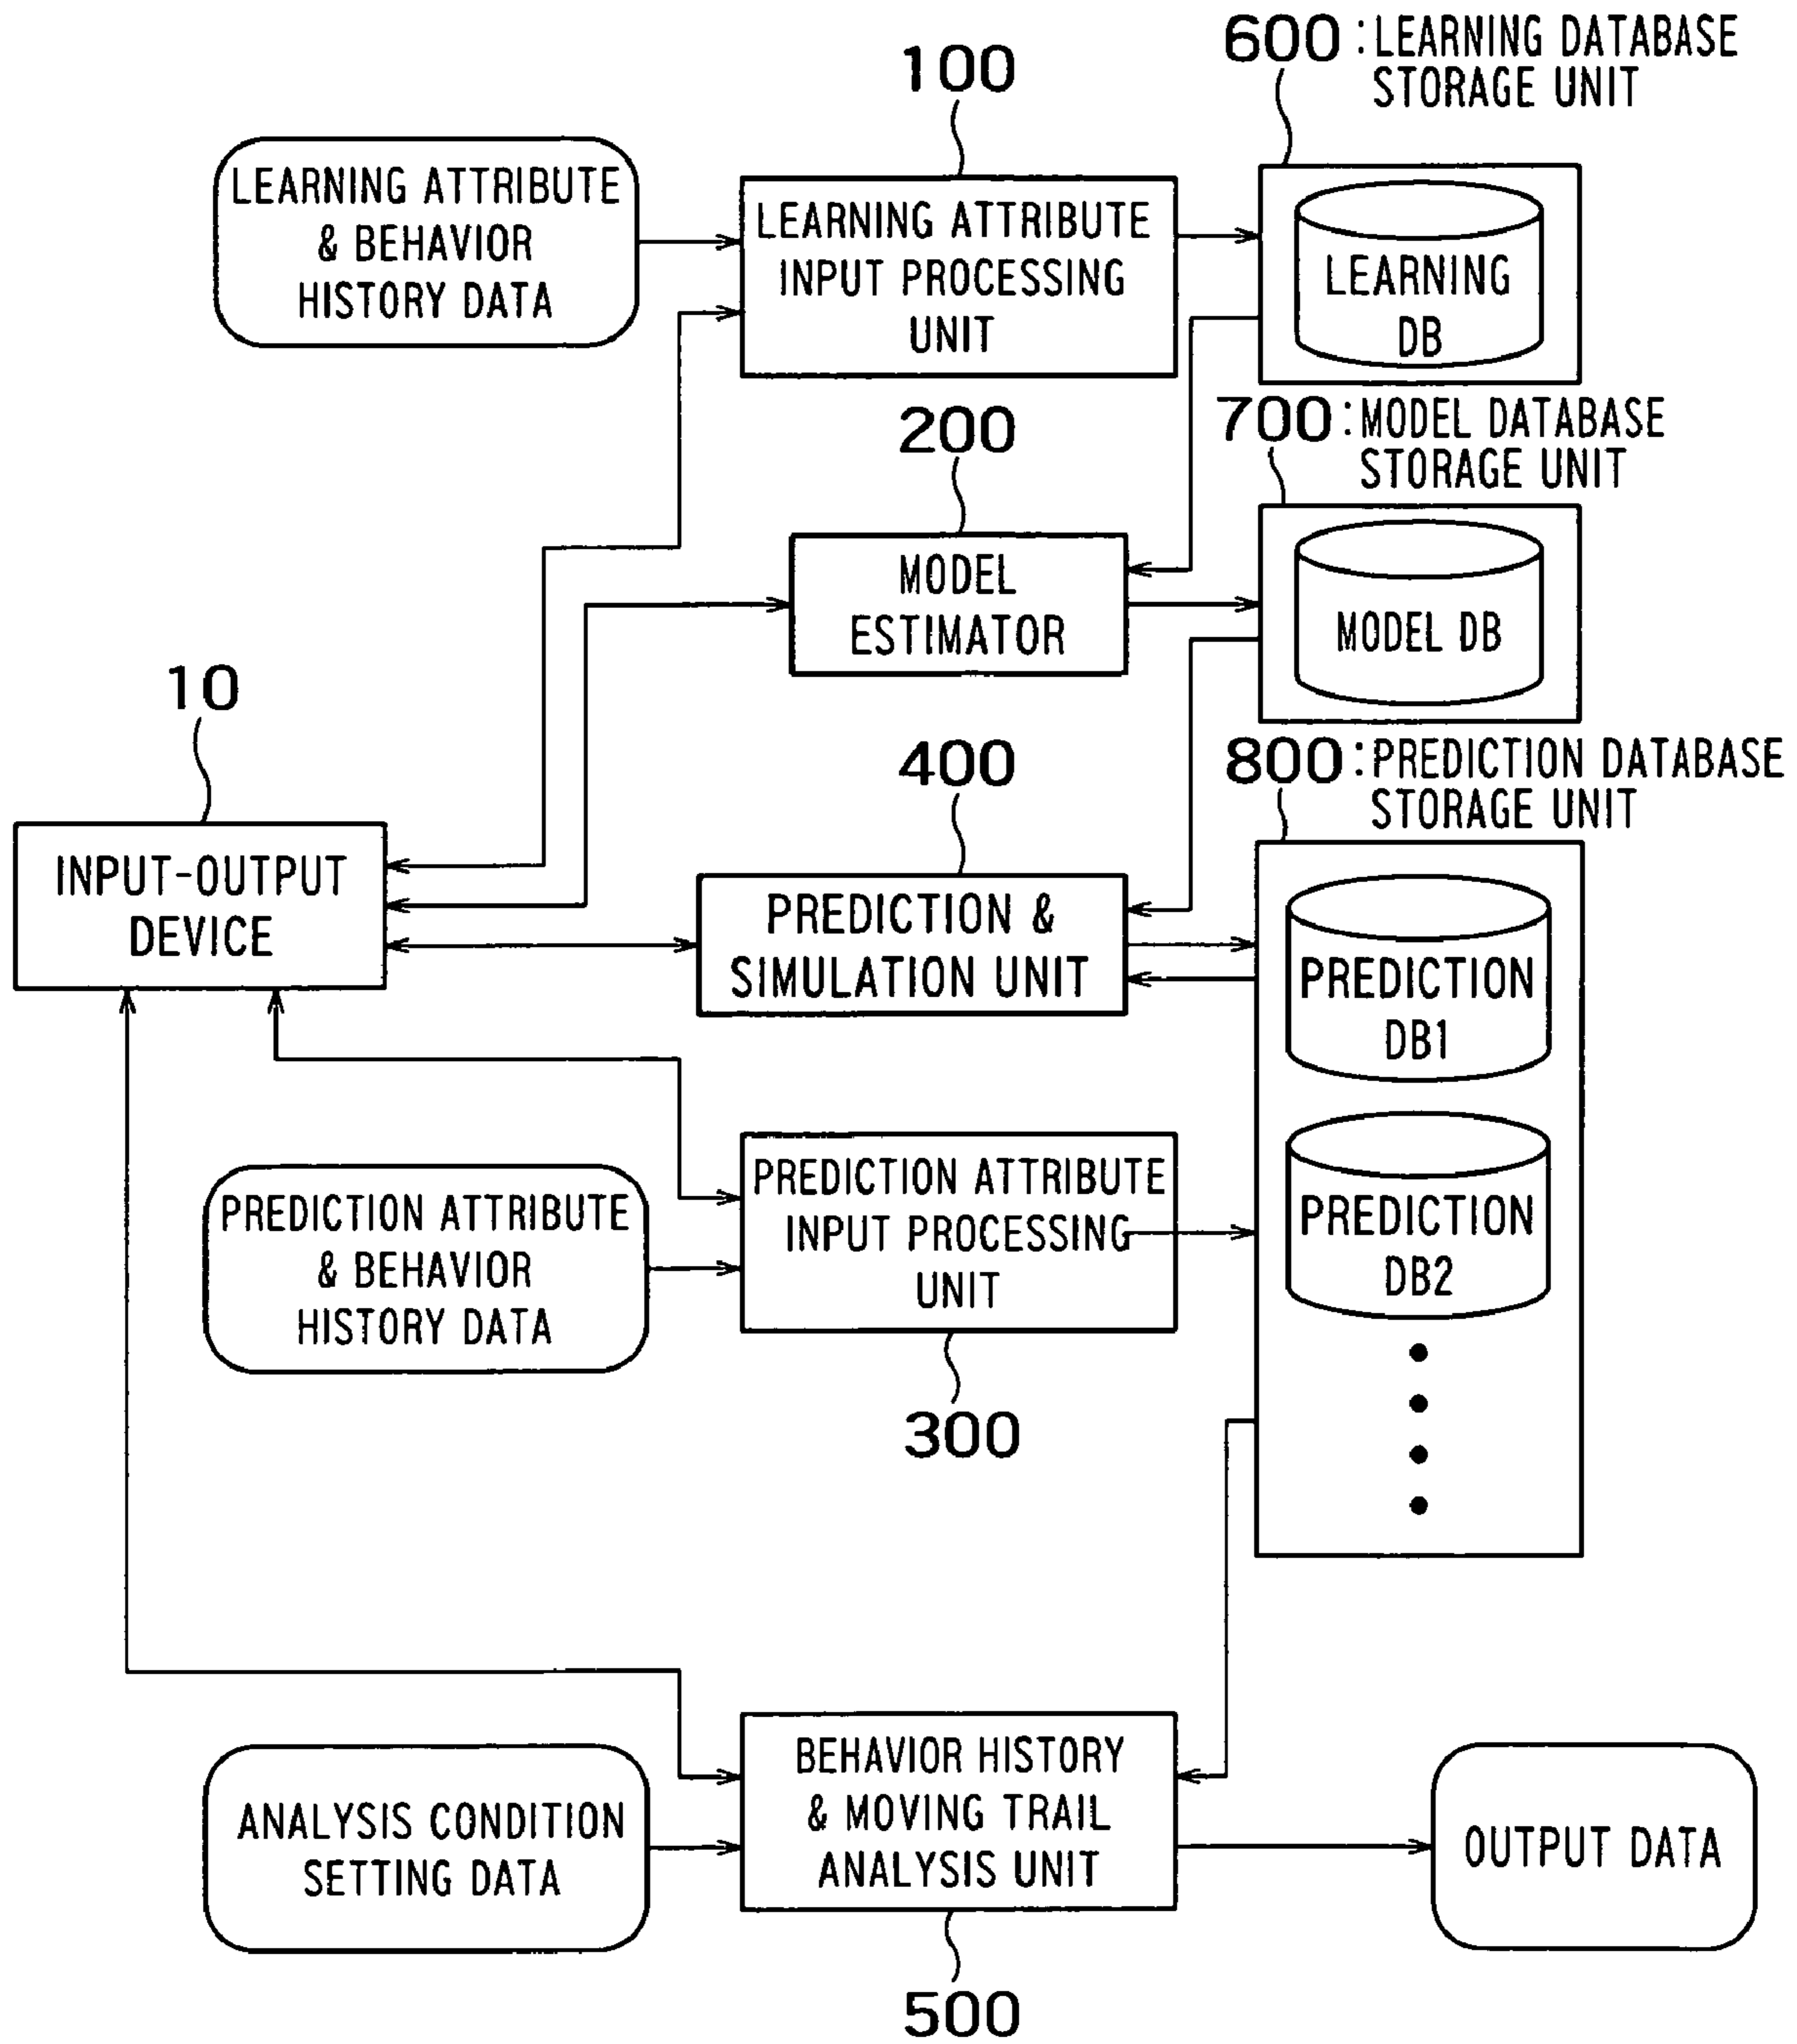 600 : LEARNING DATABASE
STORAGE UNIT
100
LEARNING ATTRIBUTE
& BEHAVIOR
HISTORY DATA
LEARNING ATTRIBUTE
INPUT PROCESSING
UNIT
LEARNING
DB
200
700 : MODEL DATABASE
STORAGE UNIT
MODEL
ESTIMATOR
MODEL DB
10
400
800 : PREDICTION DATABASE
STORAGE UNIT
INPUT-OUTPUT
DEVICE
PREDICTION &
SIMULATION UNIT
PREDICTION
DB1
PREDICTION ATTRIBUTE
& BEHAVIOR
HISTORY DATA
PREDICTION ATTRIBUTE
INPUT PROCESSING
UNIT
PREDICTION
DB2
300
ANALYSIS CONDITION
SETTING DATA
BEHAVIOR HISTORY
& MOVING TRAIL
ANALYSIS UNIT
OUTPUT DATA
500